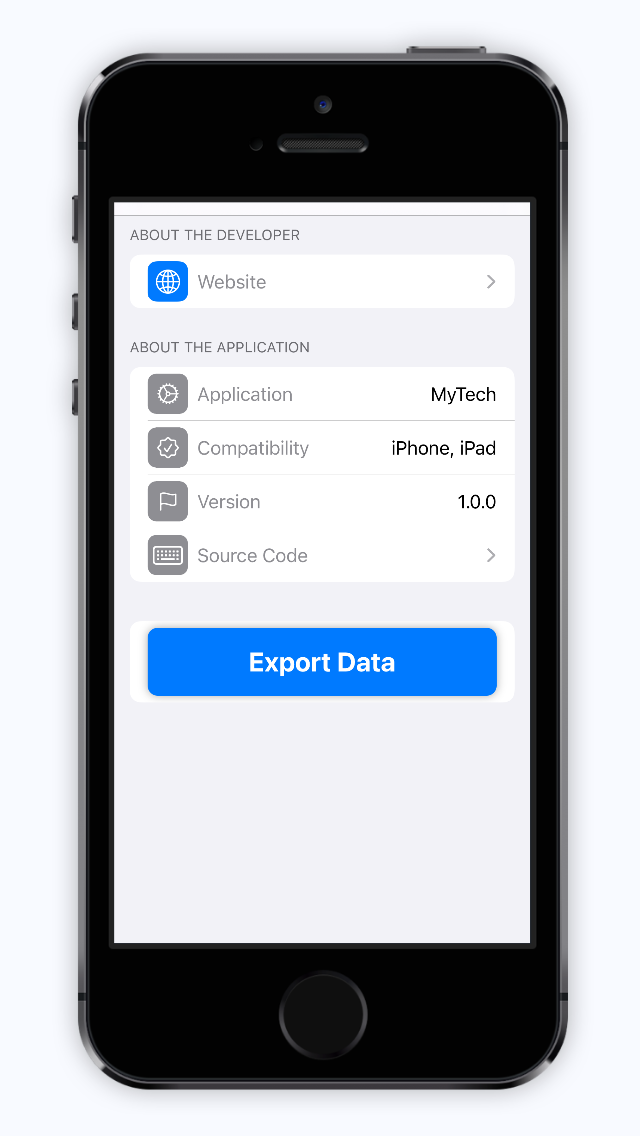 ABOUT THE DEVELOPER
Website
ABOUT THE APPLICATION
Application MyTech
Compatibility iPhone, iPad
Version 1.0.0
Source Code
Export Data